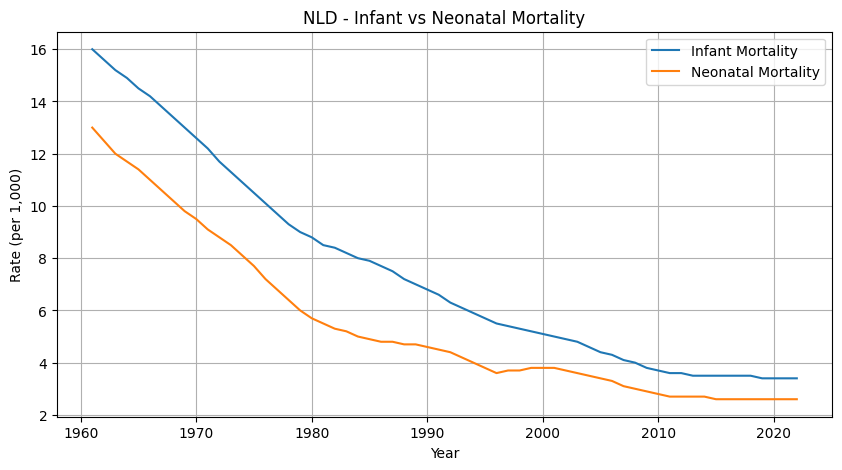 NLD - Infant vs Neonatal Mortality
Infant Mortality
Neonatal Mortality
Rate (per 1,000)
16
14
12
10
8
6
4
2
1960 1970 1980 1990 2000 2010 2020
Year